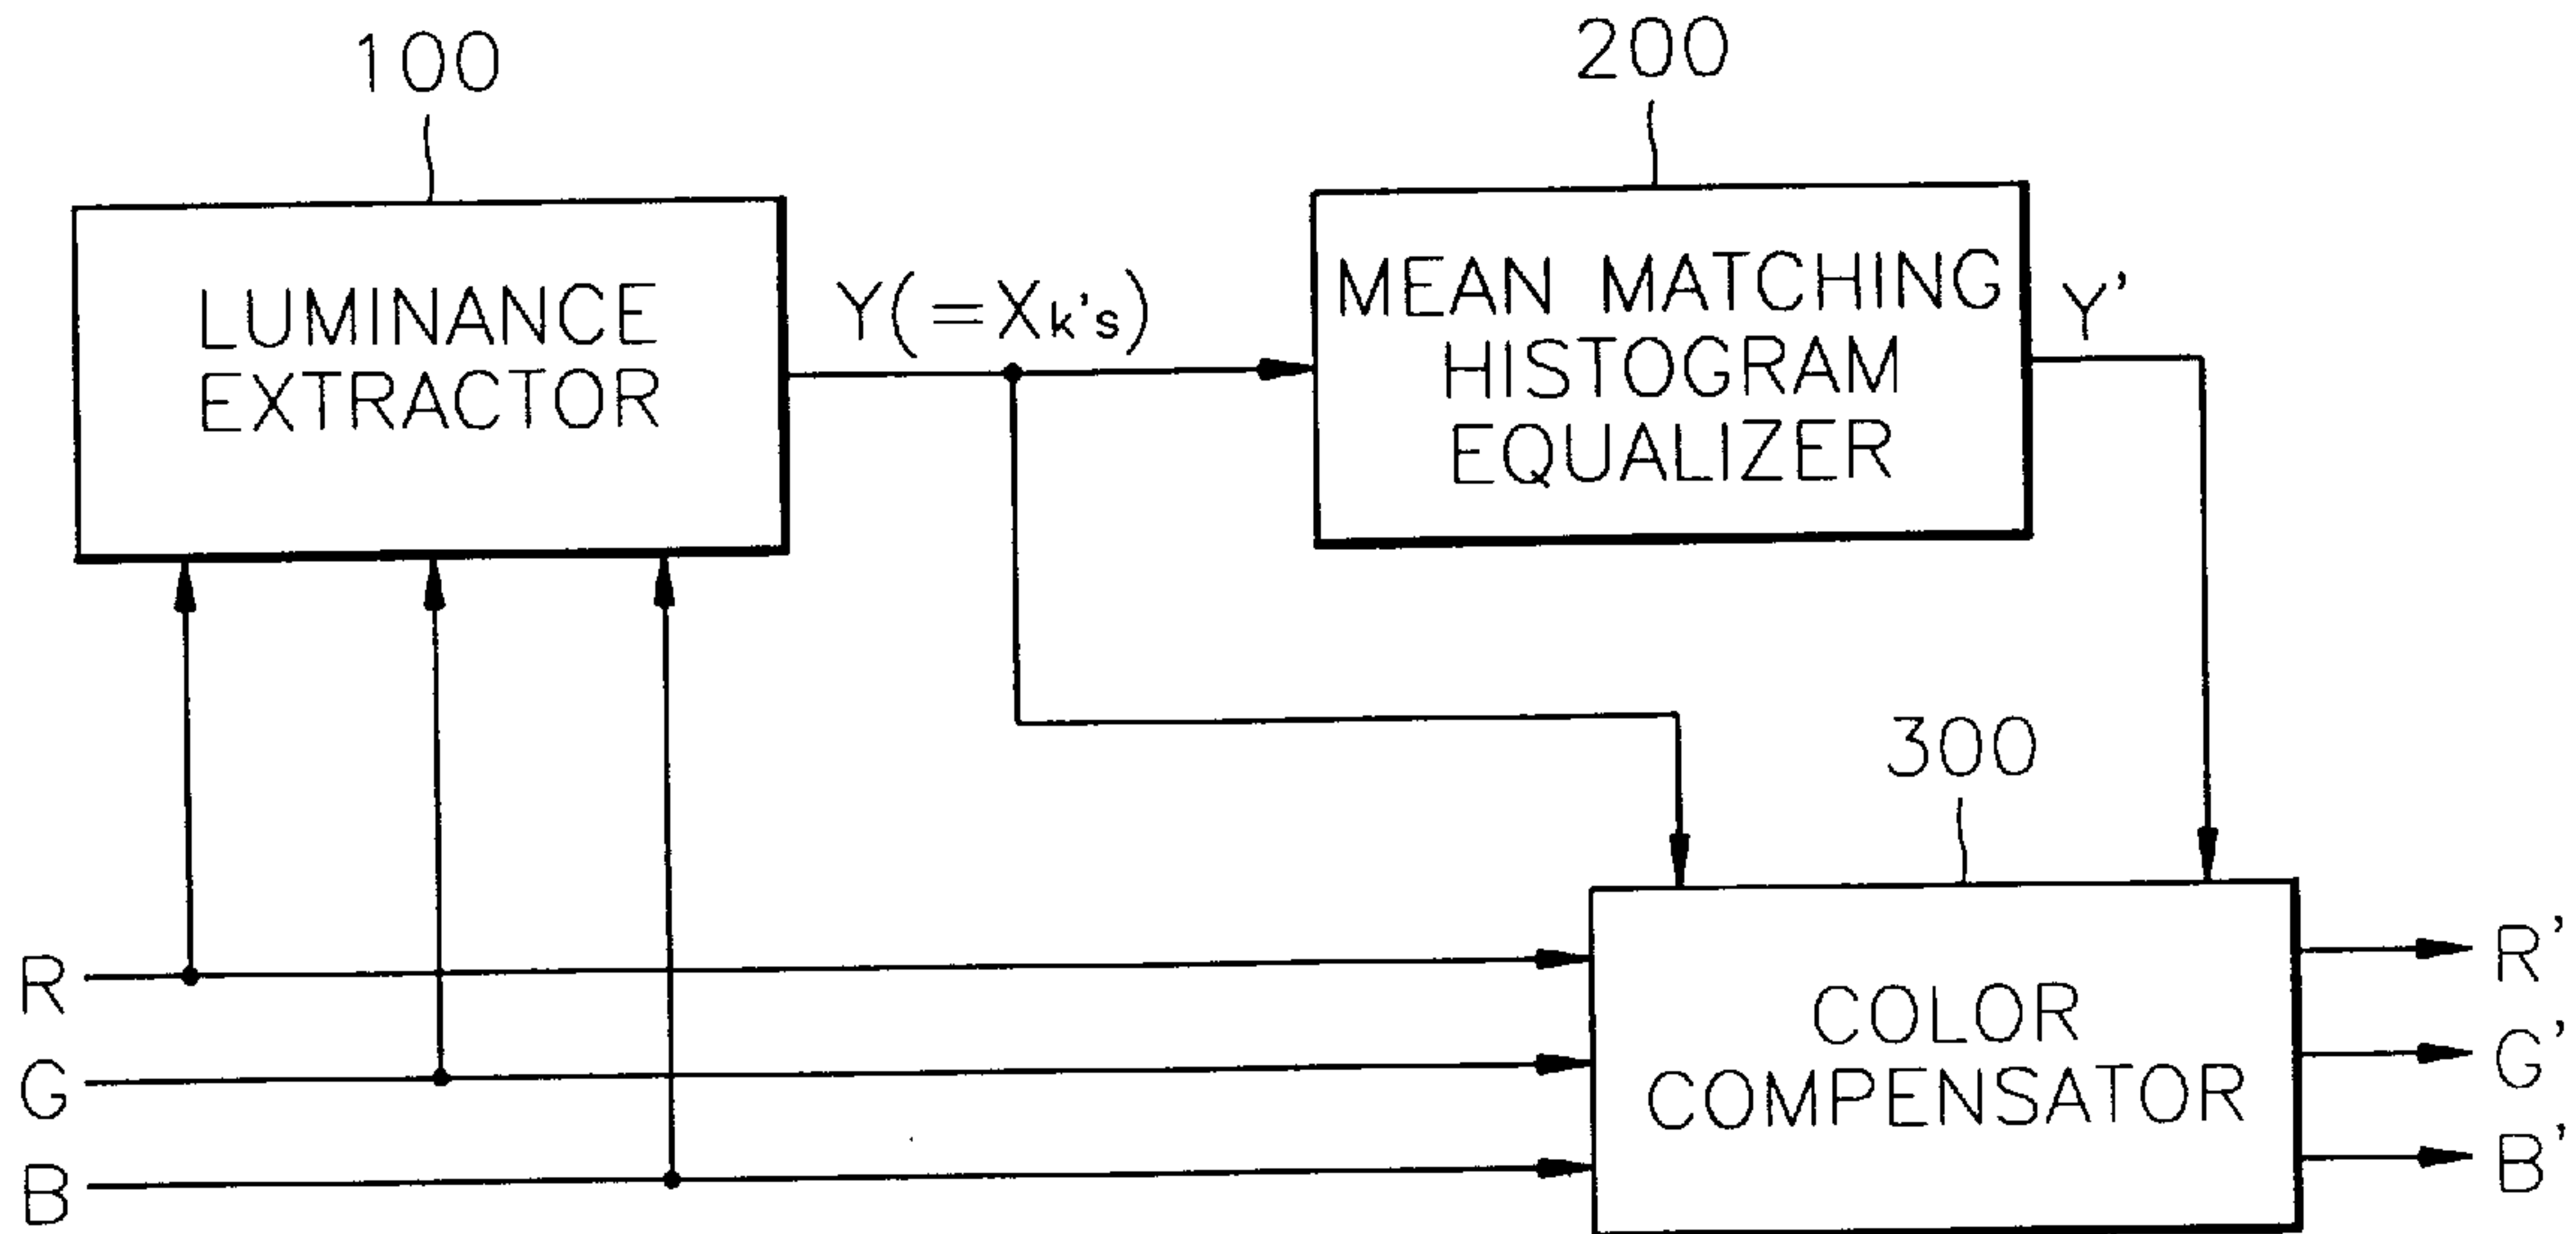 100
200
LUMINANCE
EXTRACTOR
Y(=Xk's)
MEAN MATCHING
HISTOGRAM
EQUALIZER
Y'
300
R
G
B
COLOR
COMPENSATOR
R'
G'
B'